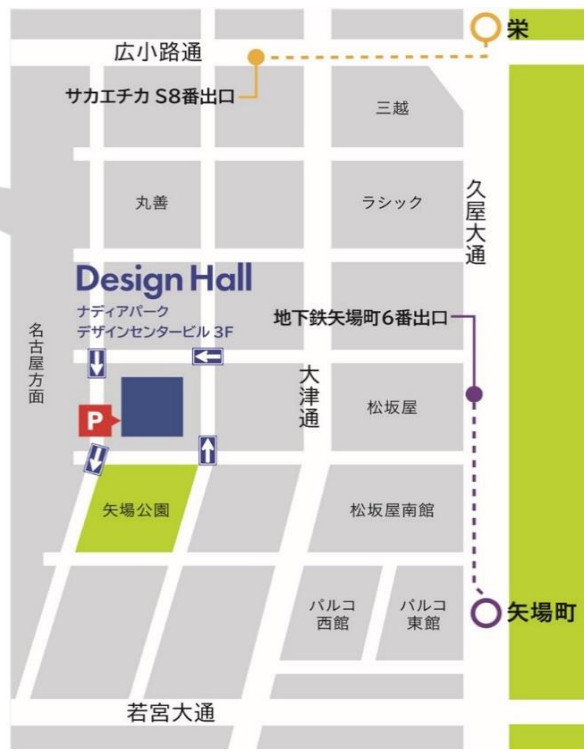 栄
広小路通
サカエチカ S8番出口
三越
丸善
ラシック
久屋大通
Design Hall
ナディアパーク
デザインセンタービル 3F
地下鉄矢場町6番出口
名古屋方面
大津通
松坂屋
P
矢場公園
松坂屋南館
パルコ
西館
パルコ
東館
矢場町
若宮大通